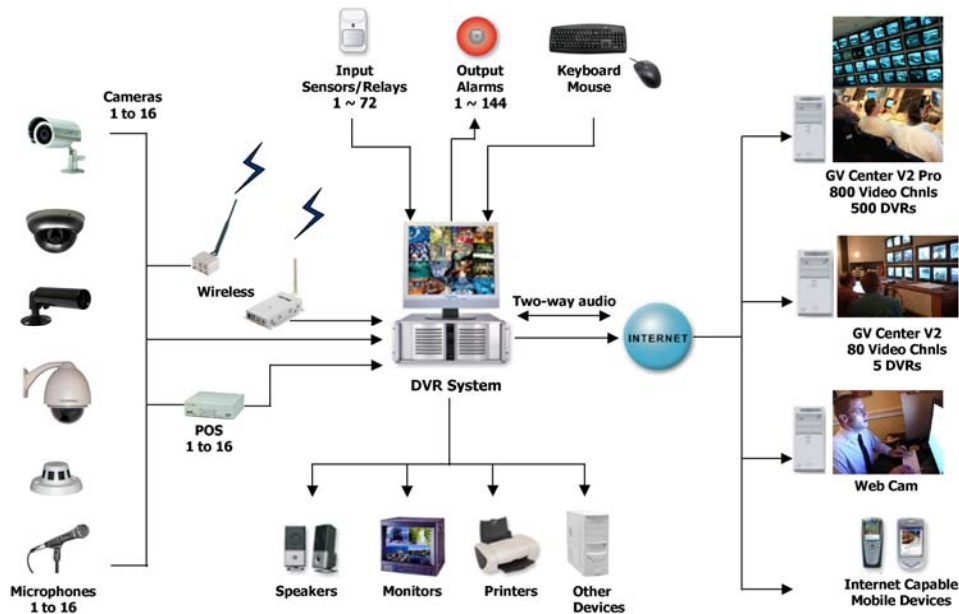 Input
Sensors/Relays
1 ~ 72
Output
Alarms
1 ~ 144
Keyboard
Mouse
Cameras
1 to 16
GV Center V2 Pro
800 Video Chnls
500 DVRs
Wireless
Two-way audio
INTERNET
GV Center V2
80 Video Chnls
5 DVRs
DVR System
POS
1 to 16
Web Cam
Microphones
1 to 16
Speakers
Monitors
Printers
Other
Devices
Internet Capable
Mobile Devices